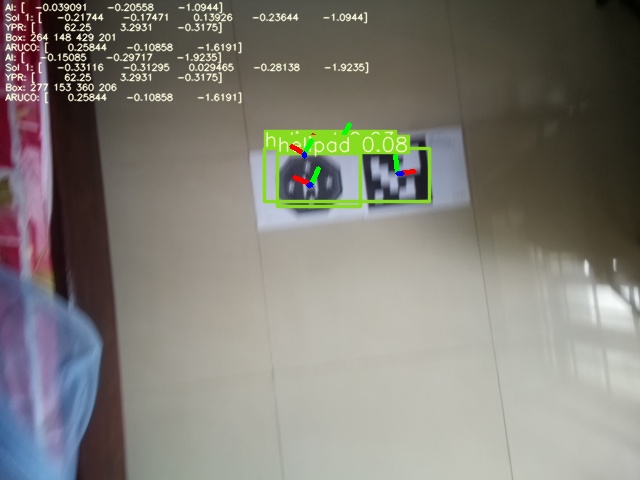 AI: [ -0.039091 -0.20558 -1.0944]
Sol 1: [ -0.21744 -0.17471 0.13926 -0.23644 -1.0944]
YPR: [ 62.25 3.2931 -0.3175]
Box: 264 148 429 201
ARUCO: [ 0.25844 -0.10858 -1.6191]
AI: [ -0.15085 -0.29717 -1.9235]
Sol 1: [ -0.33116 -0.31295 0.029465 -0.28138 -1.9235]
YPR: [ 62.25 3.2931 -0.3175]
Box: 277 153 360 206
ARUCO: [ 0.25844 -0.10858 -1.6191]
helipad 0.08